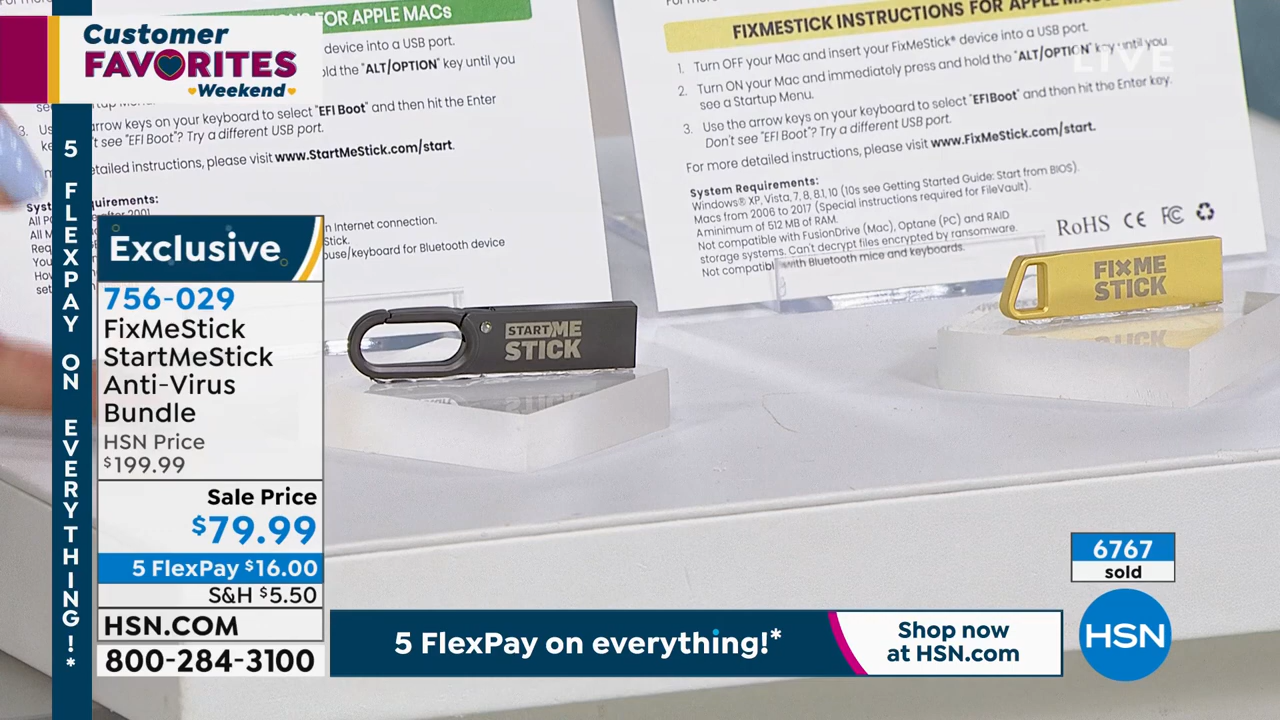 Customer
FAVORITES
Weekend
5 FLEXPAY ON EVERYTHING!*
Exclusive
756-029
FixMeStick
StartMeStick
Anti-Virus
Bundle
HSN Price
$199.99
Sale Price
$79.99
5 FlexPay $16.00
S&H $5.50
HSN.COM
800-284-3100
FOR APPLE MACs
device into a USB port.
the "ALT/OPTION" key until you
3. arrow keys on your keyboard to select "EFI Boot" and then hit the Enter
see "EFI Boot"? Try a different USB port.
detailed instructions, please visit www.StartMeStick.com/start.
Internet connection.
Stick.
keyboard for Bluetooth device
START ME
STICK
FIXMESTICK INSTRUCTIONS FOR APPLE
1. Turn OFF your Mac and insert your FixMeStick® device into a USB port.
2. Turn ON your Mac and immediately press and hold the "ALT/OPTION" key until you
see a Startup Menu.
3. Use the arrow keys on your keyboard to select "EFI Boot" and then hit the Enter key.
Don't see "EFI Boot"? Try a different USB port.
For more detailed instructions, please visit www.FixMeStick.com/start.
System Requirements:
Windows® XP, Vista, 7, 8, 8.1, 10 (10s see Getting Started Guide: Start from BIOS).
Macs from 2006 to 2017 (Special instructions required for FileVault).
A minimum of 512 MB of RAM.
Not compatible with FusionDrive (Mac), Optane (PC) and RAID
storage systems. Can't decrypt files encrypted by ransomware.
Not compatible with Bluetooth mice and keyboards.
RoHS CE FC
FIXME
STICK
LIVE
6767
sold
5 FlexPay on everything!*
Shop now
at HSN.com
HSN